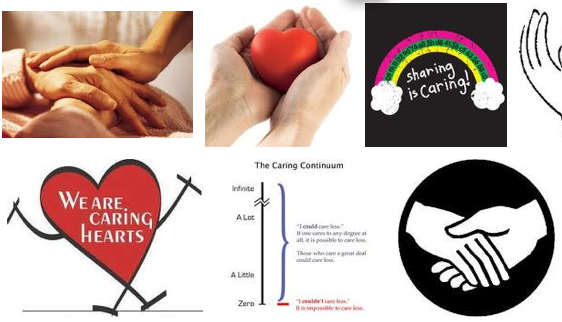 sharing
is Caring!
WE ARE
CARING
HEARTS
The Caring Continuum
Infinite
A Lot
A Little
Zero
"I could care less."
If one cares to any degree at
all, it is possible to care less.
Those who care a great deal
could care less.
"I couldn't care less."
It is impossible to care less.